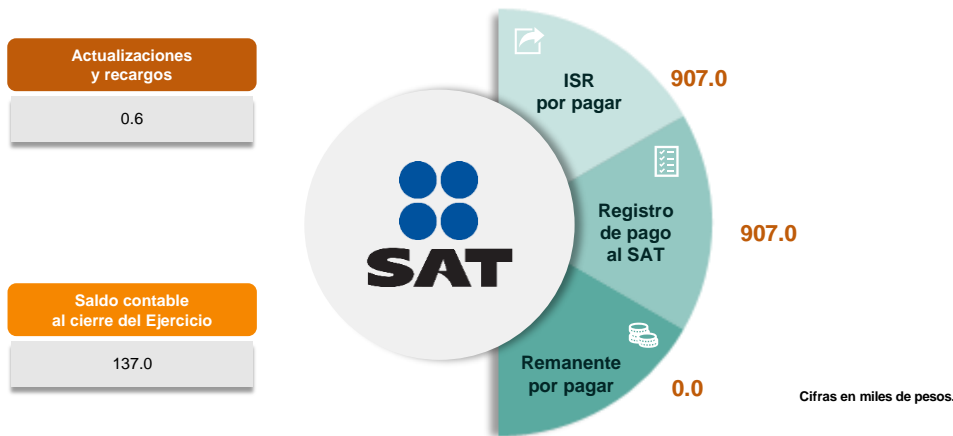 Actualizaciones
y recargos
0.6
Saldo contable
al cierre del Ejercicio
137.0
SAT
ISR
por pagar
907.0
Registro
de pago
al SAT
907.0
Remanente
por pagar
0.0
Cifras en miles de pesos.